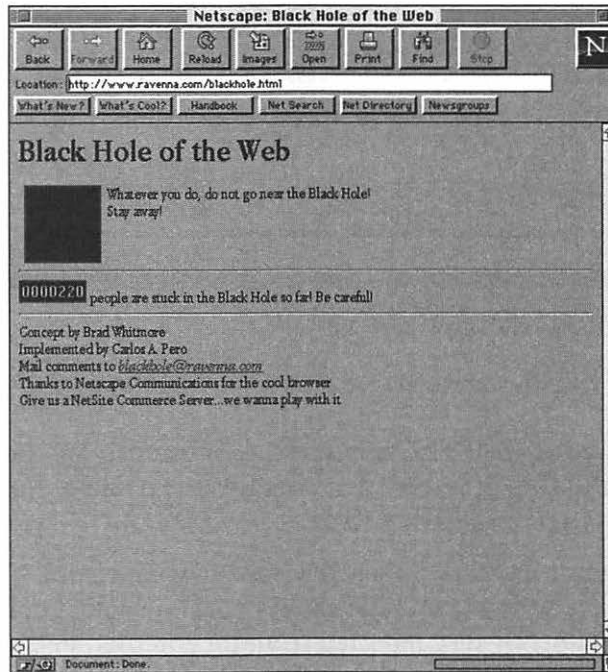 Netscape: Black Hole of the Web
Back Forward Home Reload Images Open Print Find Stop
N
Location: http://www.ravenna.com/blackhole.html
What's New? What's Cool? Handbook Net Search Net Directory Newsgroups
Black Hole of the Web
Whatever you do, do not go near the Black Hole!
Stay away!
0000220 people are stuck in the Black Hole so far! Be careful!
Concept by Brad Whitmore
Implemented by Carlos A. Pero
Mail comments to blackhole@ravenna.com
Thanks to Netscape Communications for the cool browser
Give us a NetSite Commerce Server...we wanna play with it
Document: Done.